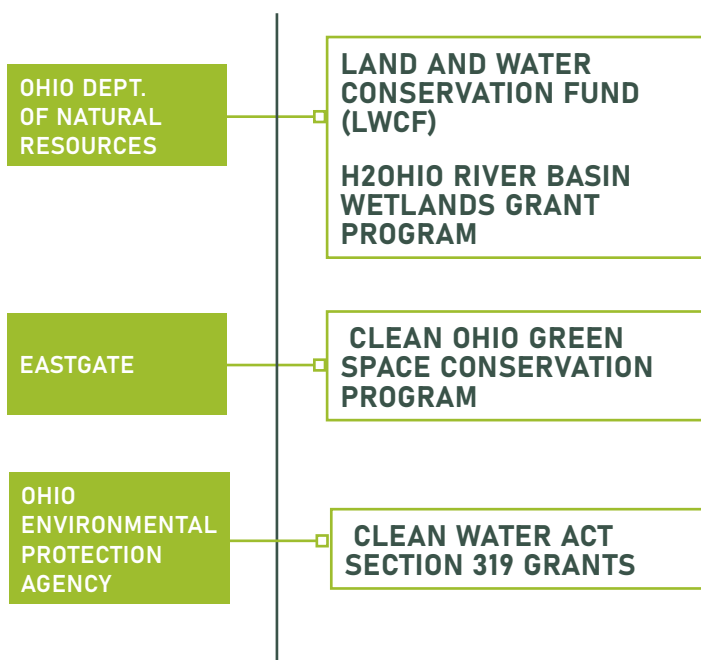 OHIO DEPT.
OF NATURAL
RESOURCES
LAND AND WATER
CONSERVATION FUND
(LWCF)
H2OHIO RIVER BASIN
WETLANDS GRANT
PROGRAM
EASTGATE
CLEAN OHIO GREEN
SPACE CONSERVATION
PROGRAM
OHIO
ENVIRONMENTAL
PROTECTION
AGENCY
CLEAN WATER ACT
SECTION 319 GRANTS